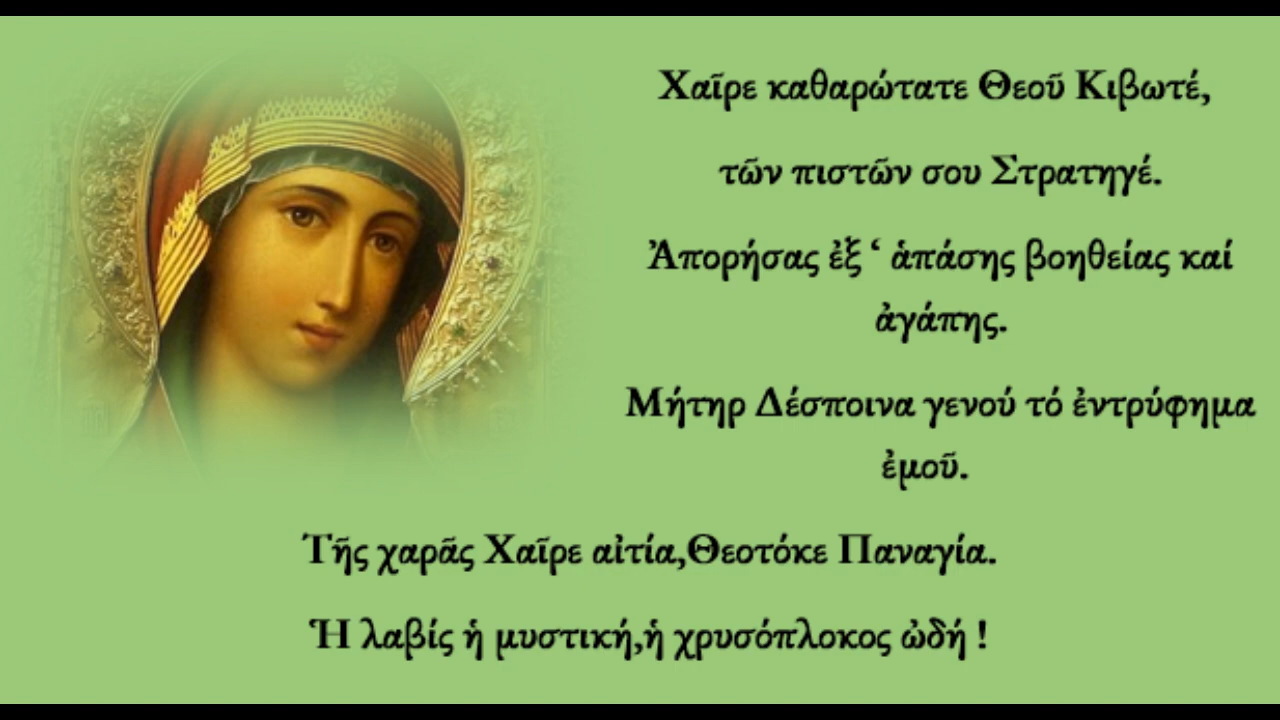 Χαῖρε καθαρώτατε Θεοῦ Κιβωτέ,
τῶν πιστῶν σου Στρατηγέ.
Ἀπορήσας ἐξ ‘ ἁπάσης βοηθείας καί
ἀγάπης.
Μήτηρ Δέσποινα γενού τό ἐντρύφημα
ἐμοῦ.
Τῆς χαρᾶς Χαῖρε αἰτία,Θεοτόκε Παναγία.
Ἡ λαβίς ἡ μυστική,ἡ χρυσόπλοκος ᾠδή !